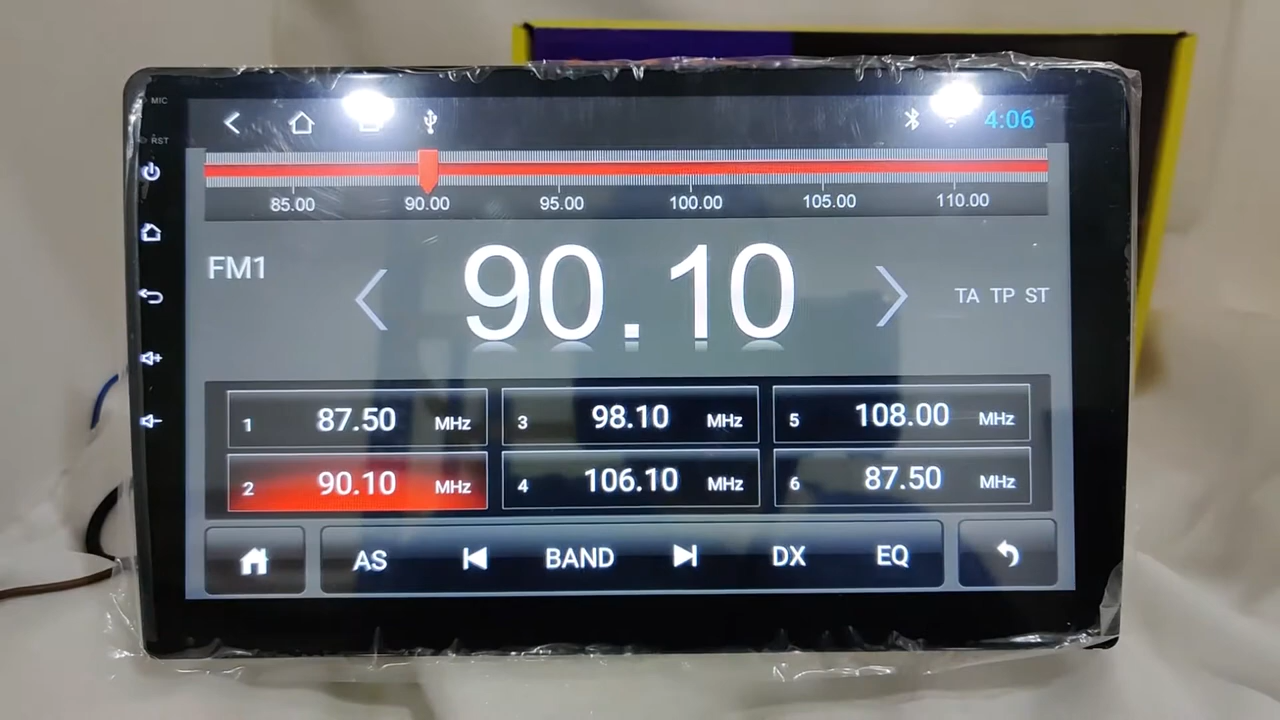 MIC
RST
4:06
85.00 90.00 95.00 100.00 105.00 110.00
FM1
90.10
TA TP ST
1 87.50 MHz
3 98.10 MHz
5 108.00 MHz
2 90.10 MHz
4 106.10 MHz
6 87.50 MHz
AS BAND DX EQ